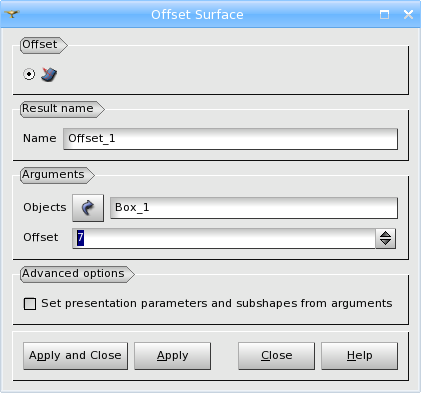 Offset Surface
Offset
Result name
Name Offset_1
Arguments
Objects Box_1
Offset 7
Advanced options
Set presentation parameters and subshapes from arguments
Apply and Close Apply Close Help